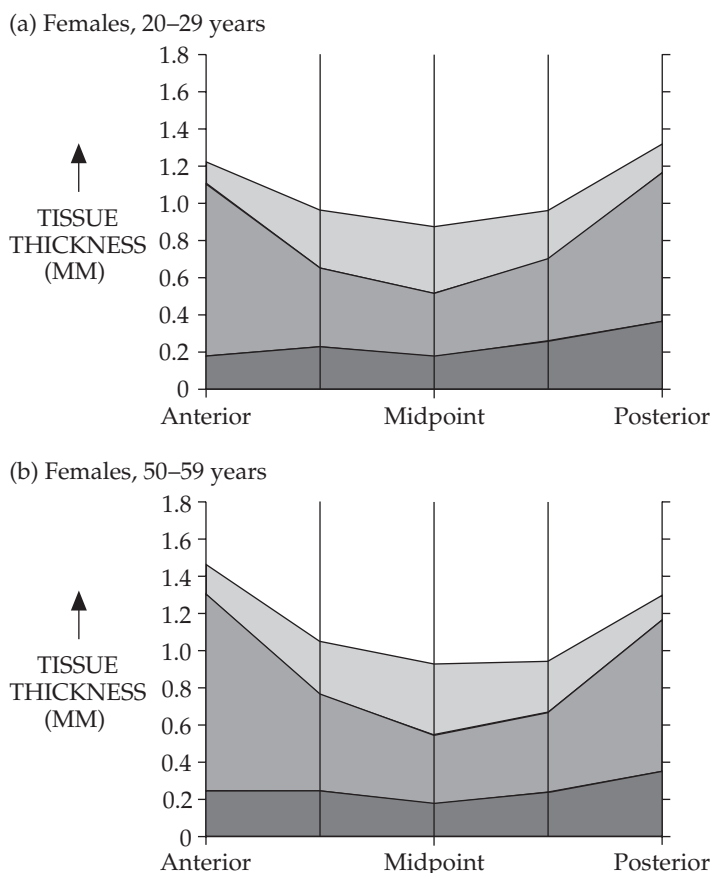 (a) Females, 20–29 years
1.8
1.6
1.4
1.2
1.0
0.8
0.6
0.4
0.2
0
TISSUE
THICKNESS
(MM)
Anterior Midpoint Posterior
(b) Females, 50–59 years
1.8
1.6
1.4
1.2
1.0
0.8
0.6
0.4
0.2
0
TISSUE
THICKNESS
(MM)
Anterior Midpoint Posterior